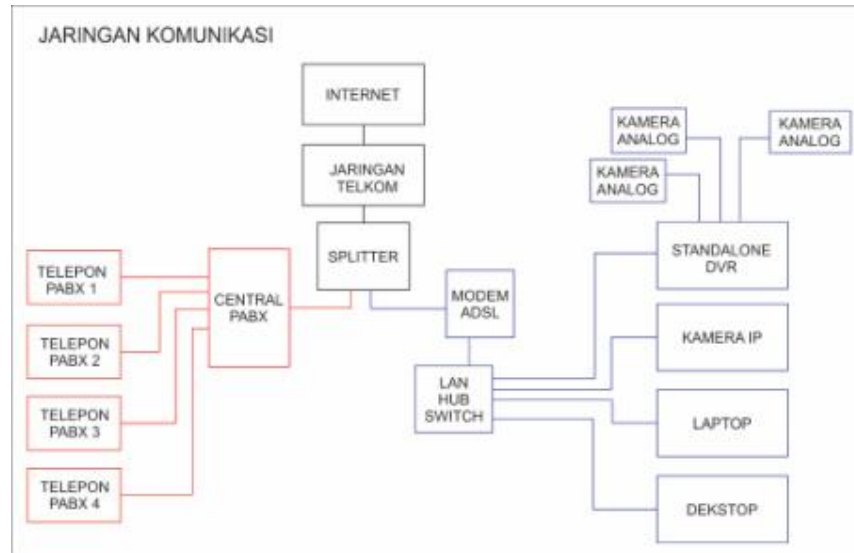 JARINGAN KOMUNIKASI
INTERNET
JARINGAN
TELKOM
SPLITTER
CENTRAL
PABX
TELEPON
PABX 1
TELEPON
PABX 2
TELEPON
PABX 3
TELEPON
PABX 4
MODEM
ADSL
LAN
HUB
SWITCH
KAMERA
ANALOG
KAMERA
ANALOG
KAMERA
ANALOG
STANDALONE
DVR
KAMERA IP
LAPTOP
DEKSTOP